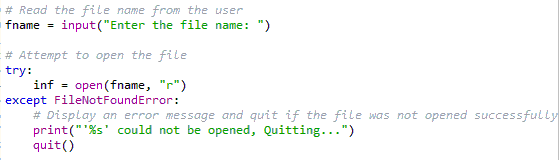 # Read the file name from the user
fname = input("Enter the file name: ")
# Attempt to open the file
try:
    inf = open(fname, "r")
except FileNotFoundError:
    # Display an error message and quit if the file was not opened successfully
    print("'%s' could not be opened, Quitting...")
    quit()